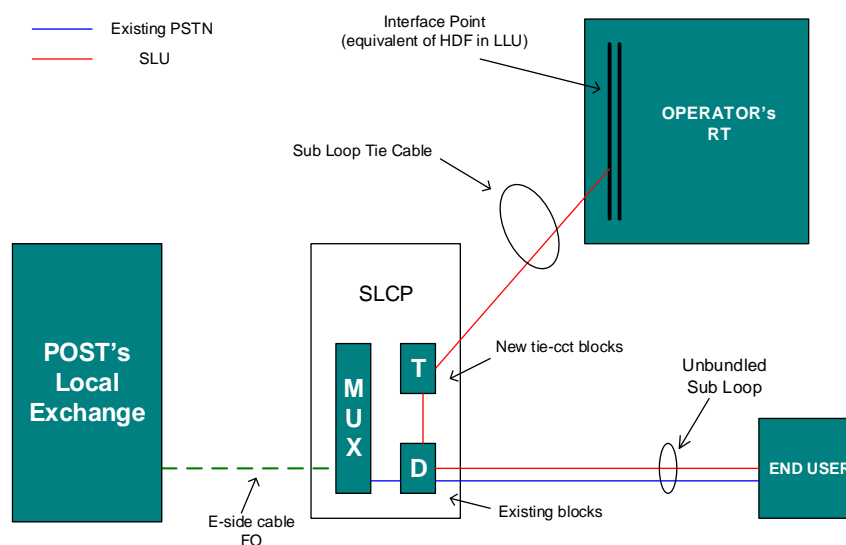 Existing PSTN
SLU
Interface Point
(equivalent of HDF in LLU)
OPERATOR's
RT
Sub Loop Tie Cable
SLCP
POST's
Local
Exchange
M
U
X
T
New tie-cct blocks
Unbundled
Sub Loop
D
END USER
Existing blocks
E-side cable
FO